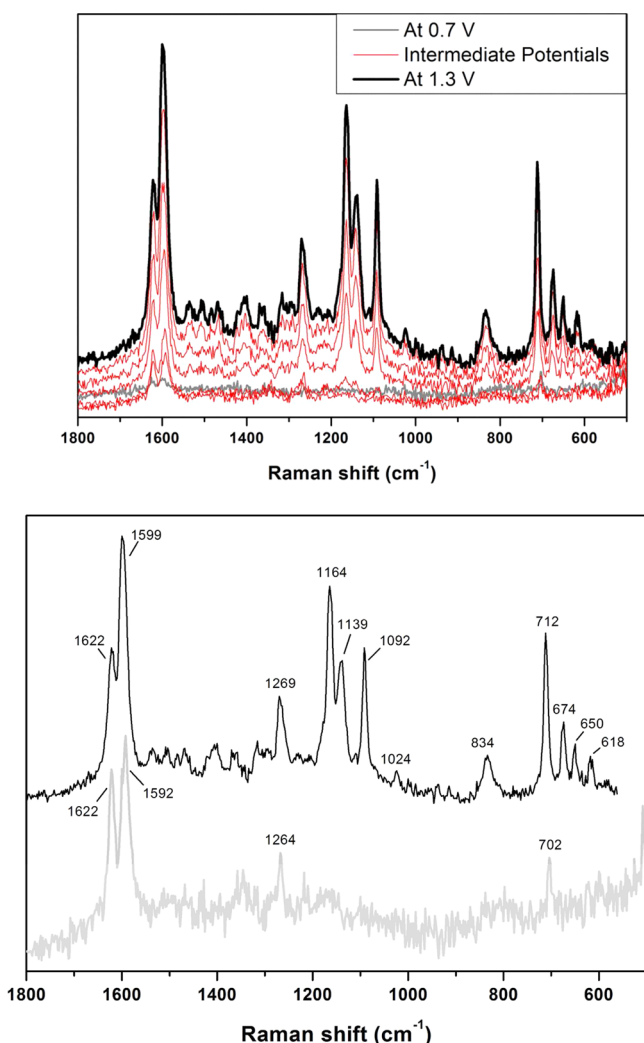 At 0.7 V
Intermediate Potentials
At 1.3 V
1800 1600 1400 1200 1000 800 600
Raman shift (cm⁻¹)
1599
1164
1139
712
1622
1092
1269
674
650
834
618
1024
1622
1592
1264
702
1800 1600 1400 1200 1000 800 600
Raman shift (cm⁻¹)